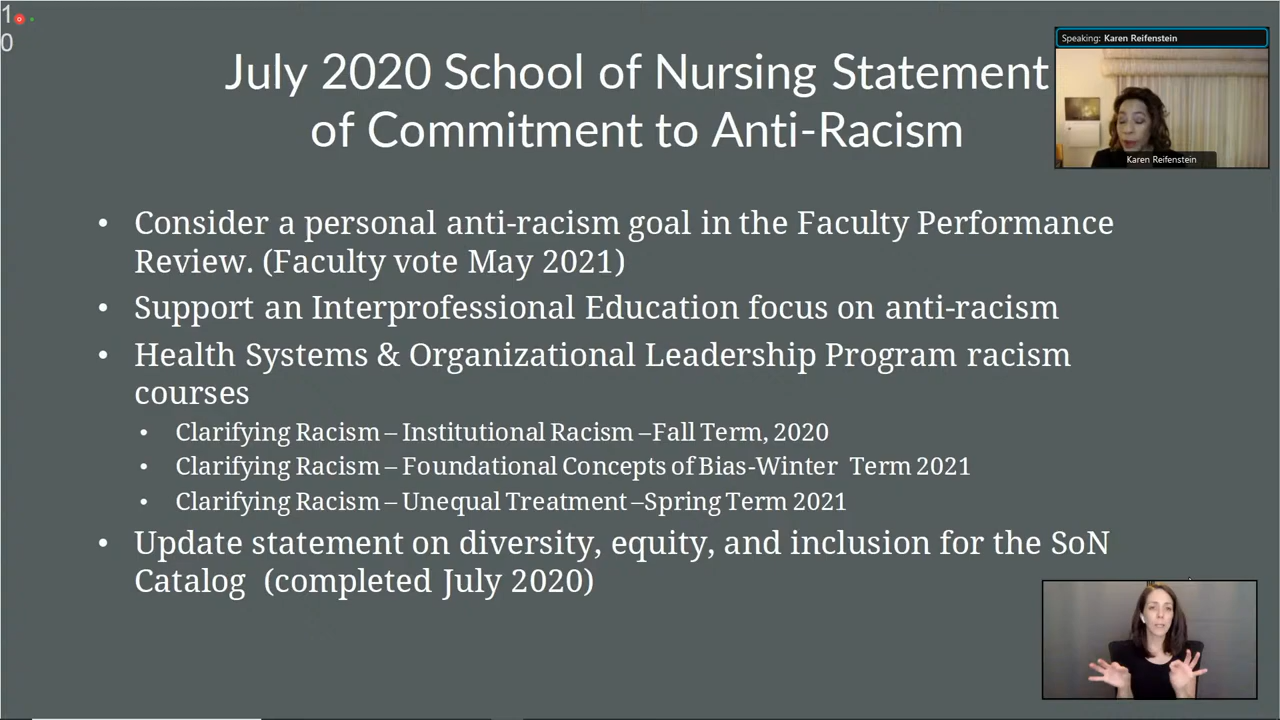 10
July 2020 School of Nursing Statement
of Commitment to Anti-Racism
Speaking: Karen Reifenstein
Karen Reifenstein
• Consider a personal anti-racism goal in the Faculty Performance
Review. (Faculty vote May 2021)
• Support an Interprofessional Education focus on anti-racism
• Health Systems & Organizational Leadership Program racism
courses
• Clarifying Racism – Institutional Racism –Fall Term, 2020
• Clarifying Racism – Foundational Concepts of Bias-Winter Term 2021
• Clarifying Racism – Unequal Treatment –Spring Term 2021
• Update statement on diversity, equity, and inclusion for the SoN
Catalog (completed July 2020)